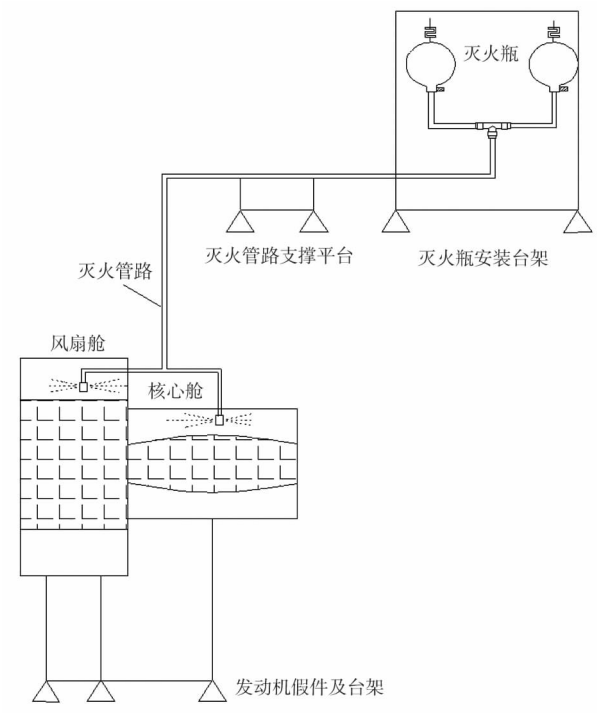 灭火瓶
灭火管路支撑平台
灭火瓶安装台架
灭火管路
风扇舱
核心舱
发动机假件及台架